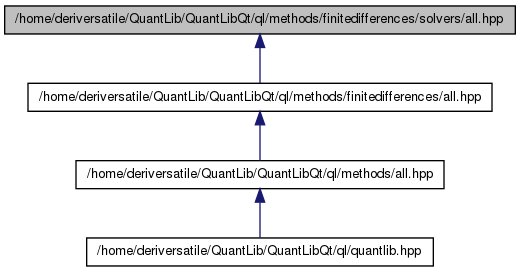 /home/deriversatile/QuantLib/QuantLibQt/ql/methods/finitedifferences/solvers/all.hpp
/home/deriversatile/QuantLib/QuantLibQt/ql/methods/finitedifferences/all.hpp
/home/deriversatile/QuantLib/QuantLibQt/ql/methods/all.hpp
/home/deriversatile/QuantLib/QuantLibQt/ql/quantlib.hpp